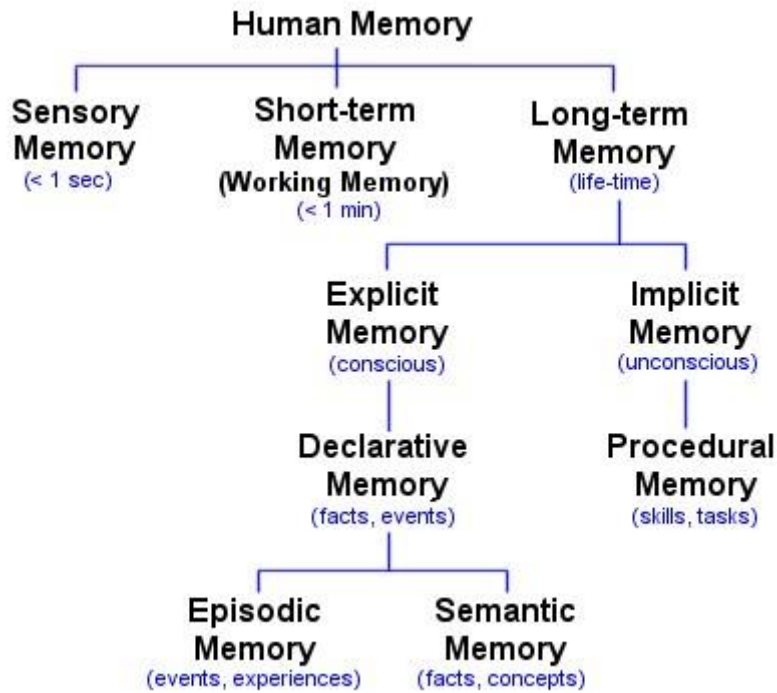 Human Memory
Sensory
Memory
(< 1 sec)
Short-term
Memory
(Working Memory)
(< 1 min)
Long-term
Memory
(life-time)
Explicit
Memory
(conscious)
Implicit
Memory
(unconscious)
Declarative
Memory
(facts, events)
Procedural
Memory
(skills, tasks)
Episodic
Memory
(events, experiences)
Semantic
Memory
(facts, concepts)